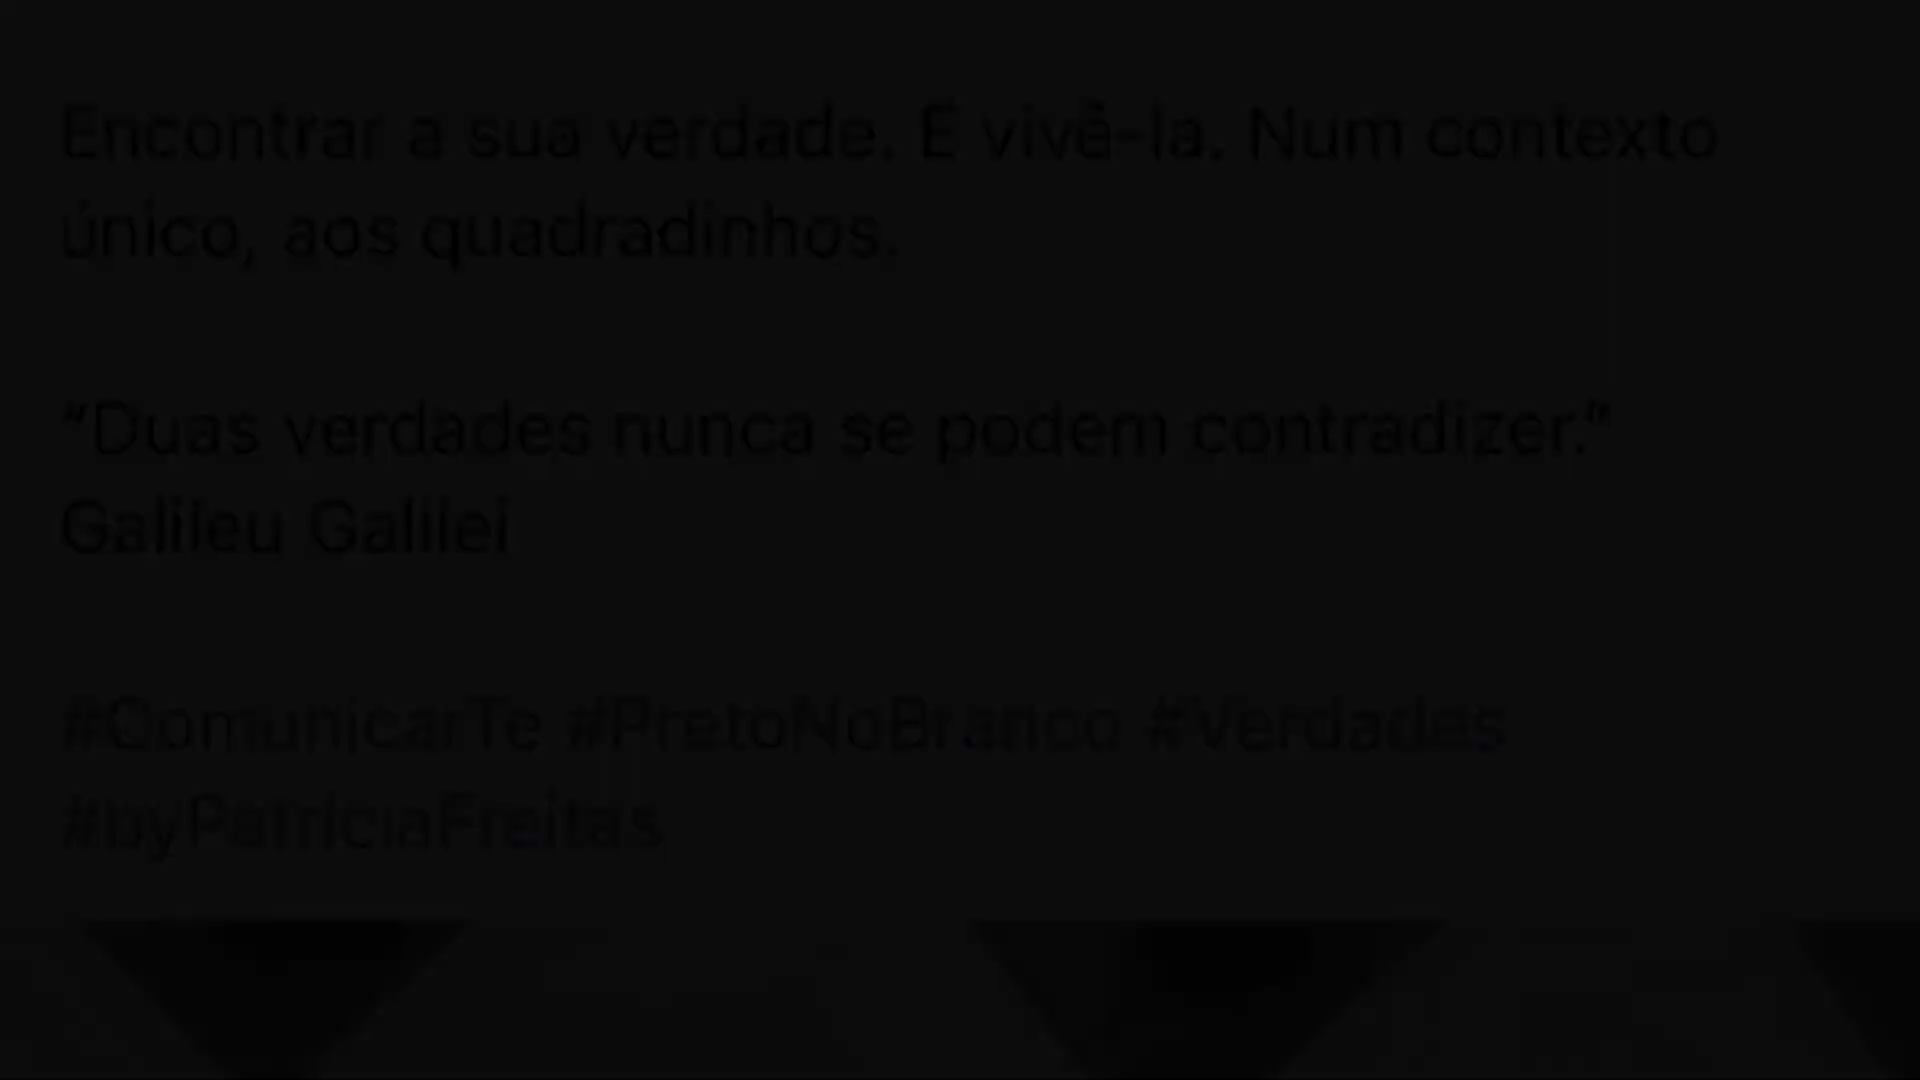 Encontrar a sua verdade. E vivê-la. Num contexto
único, aos quadradinhos.
“Duas verdades nunca se podem contradizer.”
Galileu Galilei
#ComunicarTe #PretoNoBranco #Verdades
#byPatriciaFreitas